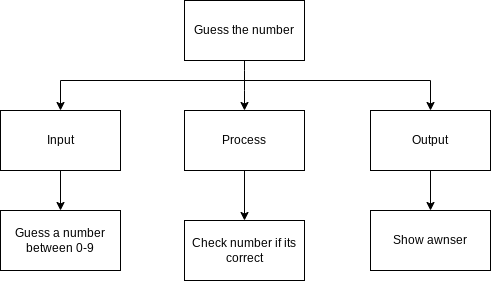 Guess the number
Input
Process
Output
Guess a number
between 0-9
Check number if its
correct
Show awnser